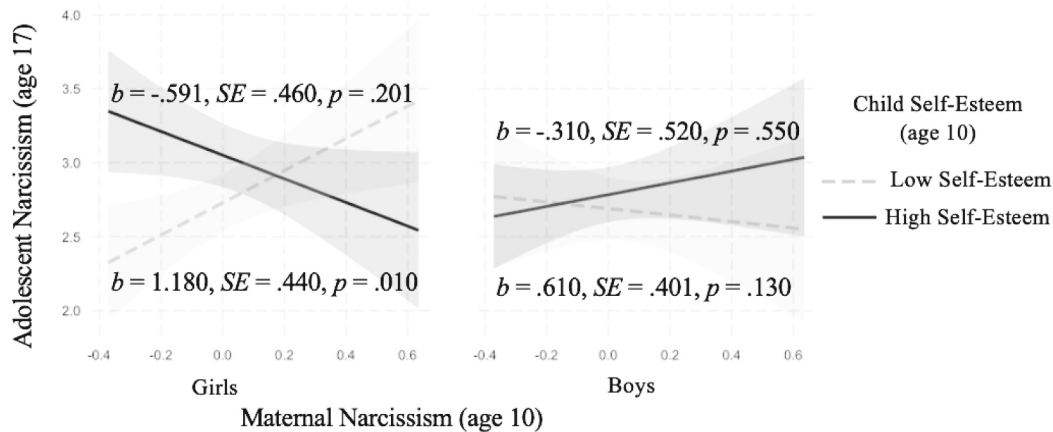 Adolescent Narcissism (age 17)
4.0
3.5
3.0
2.5
2.0
b = -.591, SE = .460, p = .201
b = 1.180, SE = .440, p = .010
-0.4 -0.2 0.0 0.2 0.4 0.6
Girls
b = -.310, SE = .520, p = .550
b = .610, SE = .401, p = .130
-0.4 -0.2 0.0 0.2 0.4 0.6
Boys
Maternal Narcissism (age 10)
Child Self-Esteem
(age 10)
Low Self-Esteem
High Self-Esteem